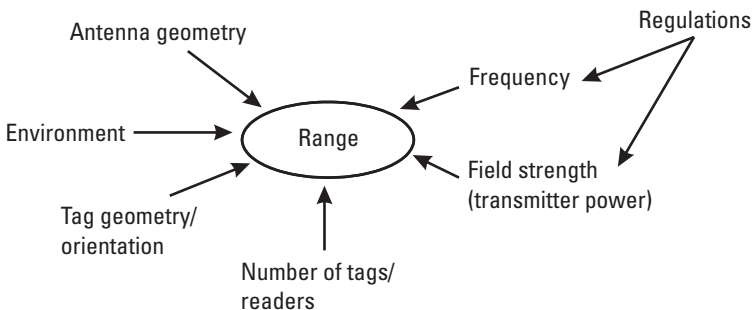 Regulations
Antenna geometry
Frequency
Environment
Range
Field strength
(transmitter power)
Tag geometry/
orientation
Number of tags/
readers